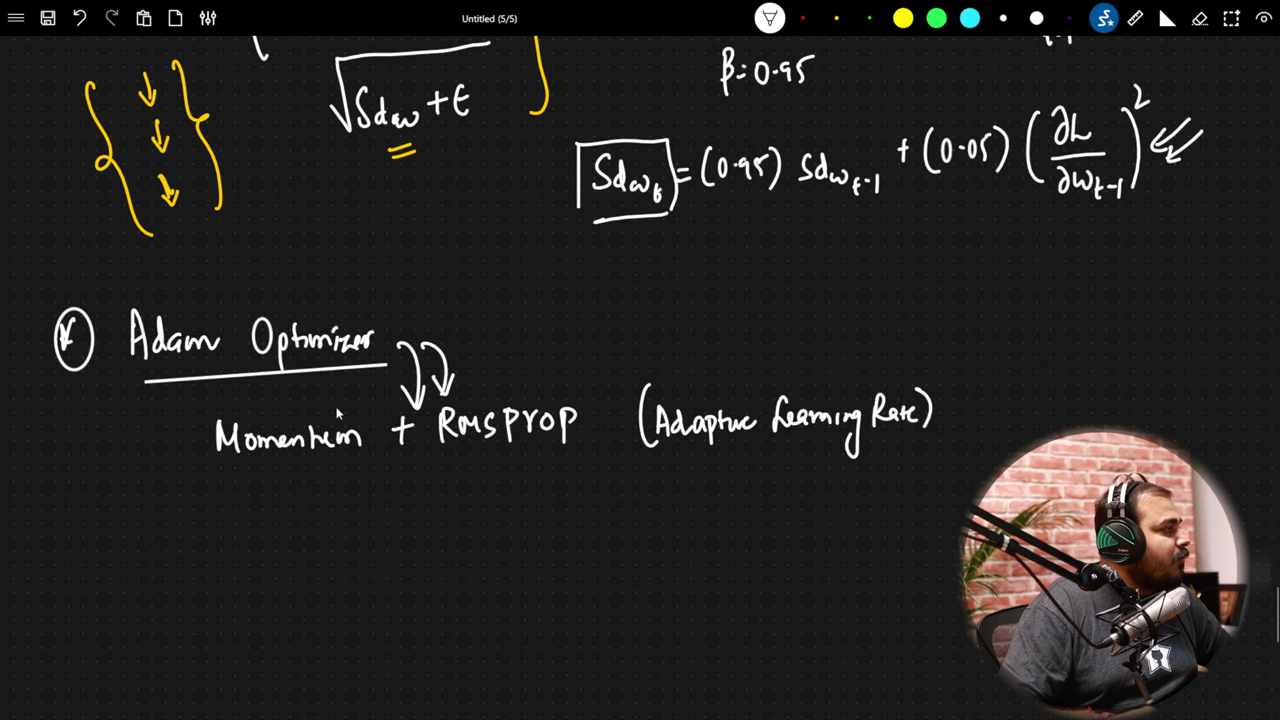 Untitled (5/5)
β = 0.95
√Sdw + ε
Sdwₜ = (0.95) Sdwₜ₋₁ + (0.05) (∂L / ∂wₜ₋₁)²
Adam Optimizer
Momentum + RMSPROP (Adaptive Learning Rate)